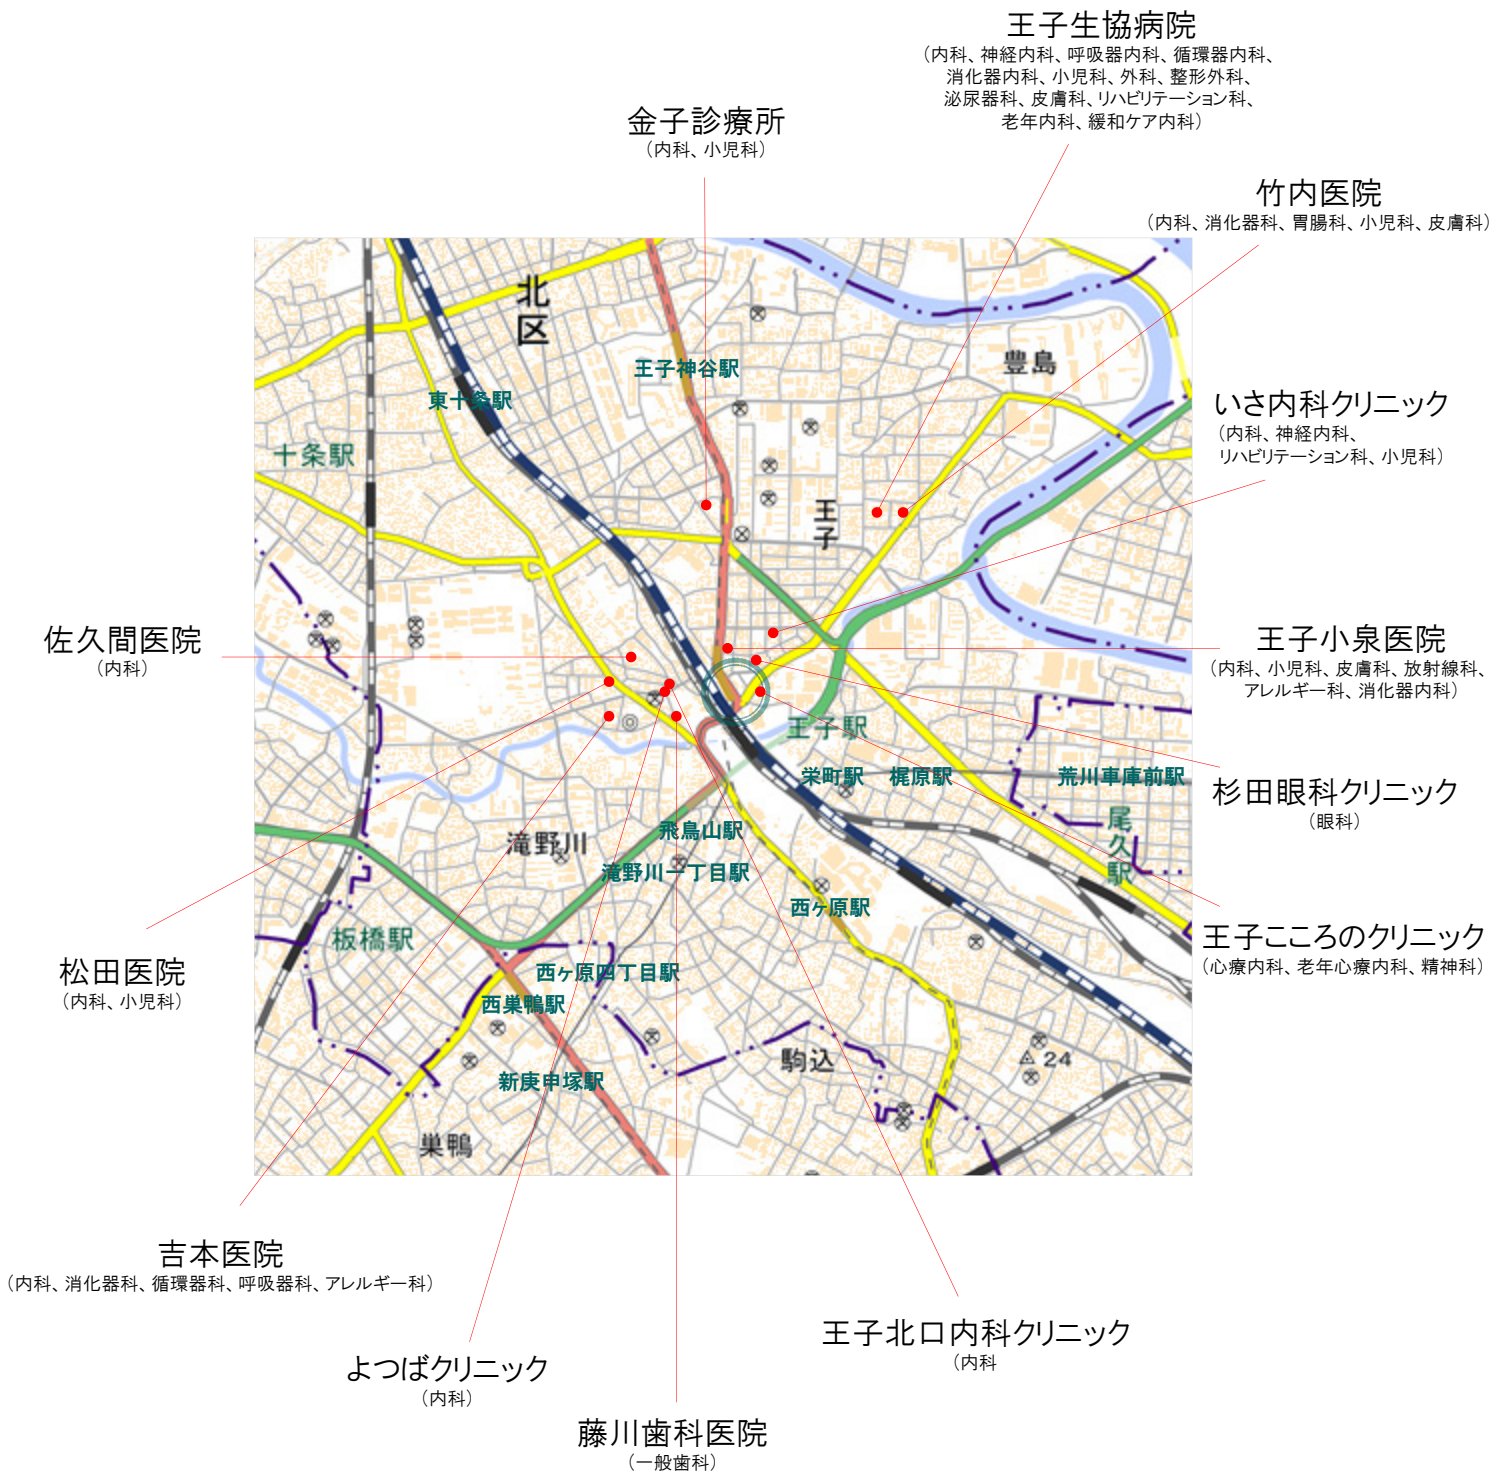 王子生協病院
（内科、神経内科、呼吸器内科、循環器内科、
消化器内科、小児科、外科、整形外科、
泌尿器科、皮膚科、リハビリテーション科、
老年内科、緩和ケア内科）
金子診療所
（内科、小児科）
竹内医院
（内科、消化器科、胃腸科、小児科、皮膚科）
北区
王子神谷駅
豊島
東十条駅
いさ内科クリニック
（内科、神経内科、
リハビリテーション科、小児科）
十条駅
王子
佐久間医院
（内科）
王子小泉医院
（内科、小児科、皮膚科、放射線科、
アレルギー科、消化器内科）
王子駅
栄町駅
梶原駅
荒川車庫前駅
杉田眼科クリニック
（眼科）
尾久駅
飛鳥山駅
滝野川
滝野川一丁目駅
西ヶ原駅
板橋駅
王子こころのクリニック
（心療内科、老年心療内科、精神科）
松田医院
（内科、小児科）
西ヶ原四丁目駅
西巣鴨駅
駒込
24
新庚申塚駅
巣鴨
吉本医院
（内科、消化器科、循環器科、呼吸器科、アレルギー科）
王子北口内科クリニック
（内科
よつばクリニック
（内科）
藤川歯科医院
（一般歯科）